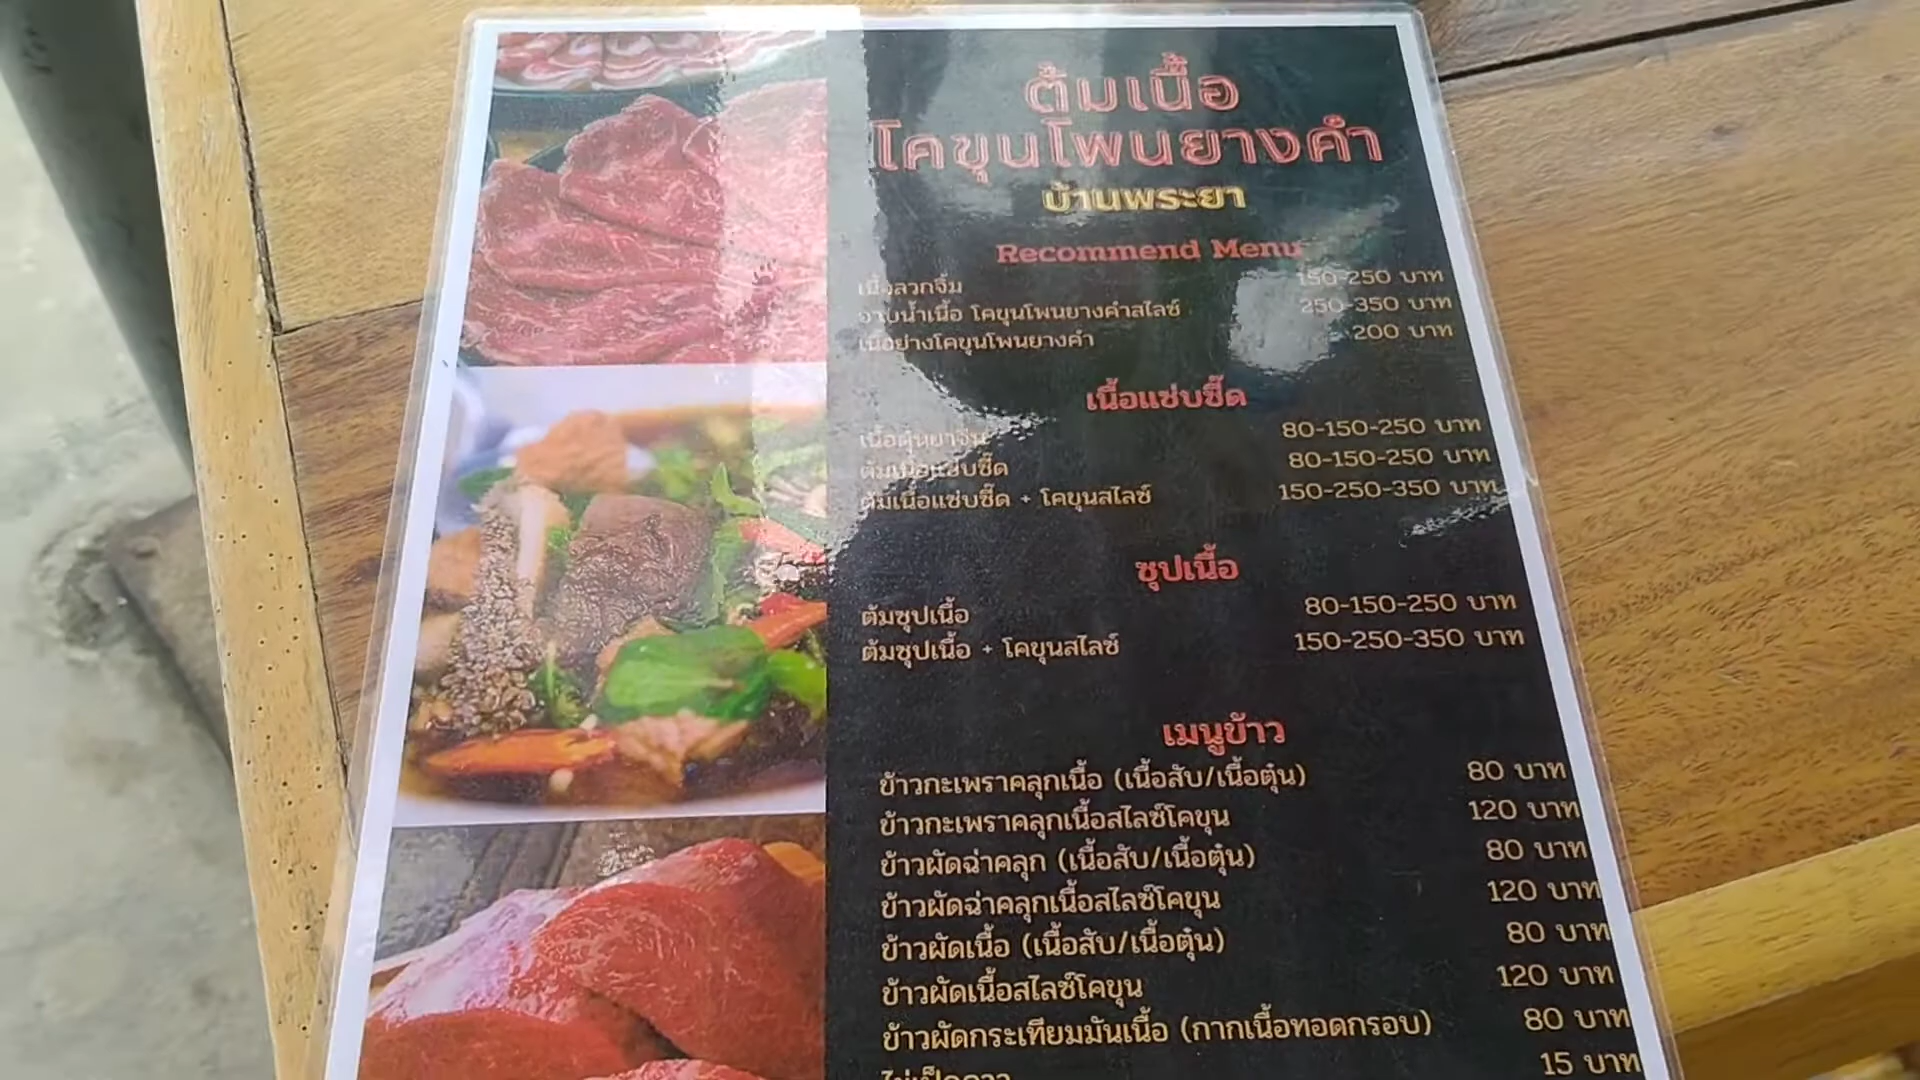 ต้มเนื้อ
โคขุนโพนยางคำ
บ้านพระยา
Recommend Menu
เนื้อลวกจิ้ม 150-250 บาท
น้ำเนื้อ โคขุนโพนยางคำสไลซ์ 250-350 บาท
เนื้อย่างโคขุนโพนยางคำ 200 บาท
เนื้อแซ่บซี๊ด
เนื้อตุ๋นยาจีน 80-150-250 บาท
ต้มเนื้อแซ่บซี๊ด 80-150-250 บาท
ต้มเนื้อแซ่บซี๊ด + โคขุนสไลซ์ 150-250-350 บาท
ซุปเนื้อ
ต้มซุปเนื้อ 80-150-250 บาท
ต้มซุปเนื้อ + โคขุนสไลซ์ 150-250-350 บาท
เมนูข้าว
ข้าวกะเพราคลุกเนื้อ (เนื้อสับ/เนื้อตุ๋น) 80 บาท
ข้าวกะเพราคลุกเนื้อสไลซ์โคขุน 120 บาท
ข้าวผัดฉ่าคลุก (เนื้อสับ/เนื้อตุ๋น) 80 บาท
ข้าวผัดฉ่าคลุกเนื้อสไลซ์โคขุน 120 บาท
ข้าวผัดเนื้อ (เนื้อสับ/เนื้อตุ๋น) 80 บาท
ข้าวผัดเนื้อสไลซ์โคขุน 120 บาท
ข้าวผัดกระเทียมมันเนื้อ (กากเนื้อทอดกรอบ) 80 บาท
15 บาท